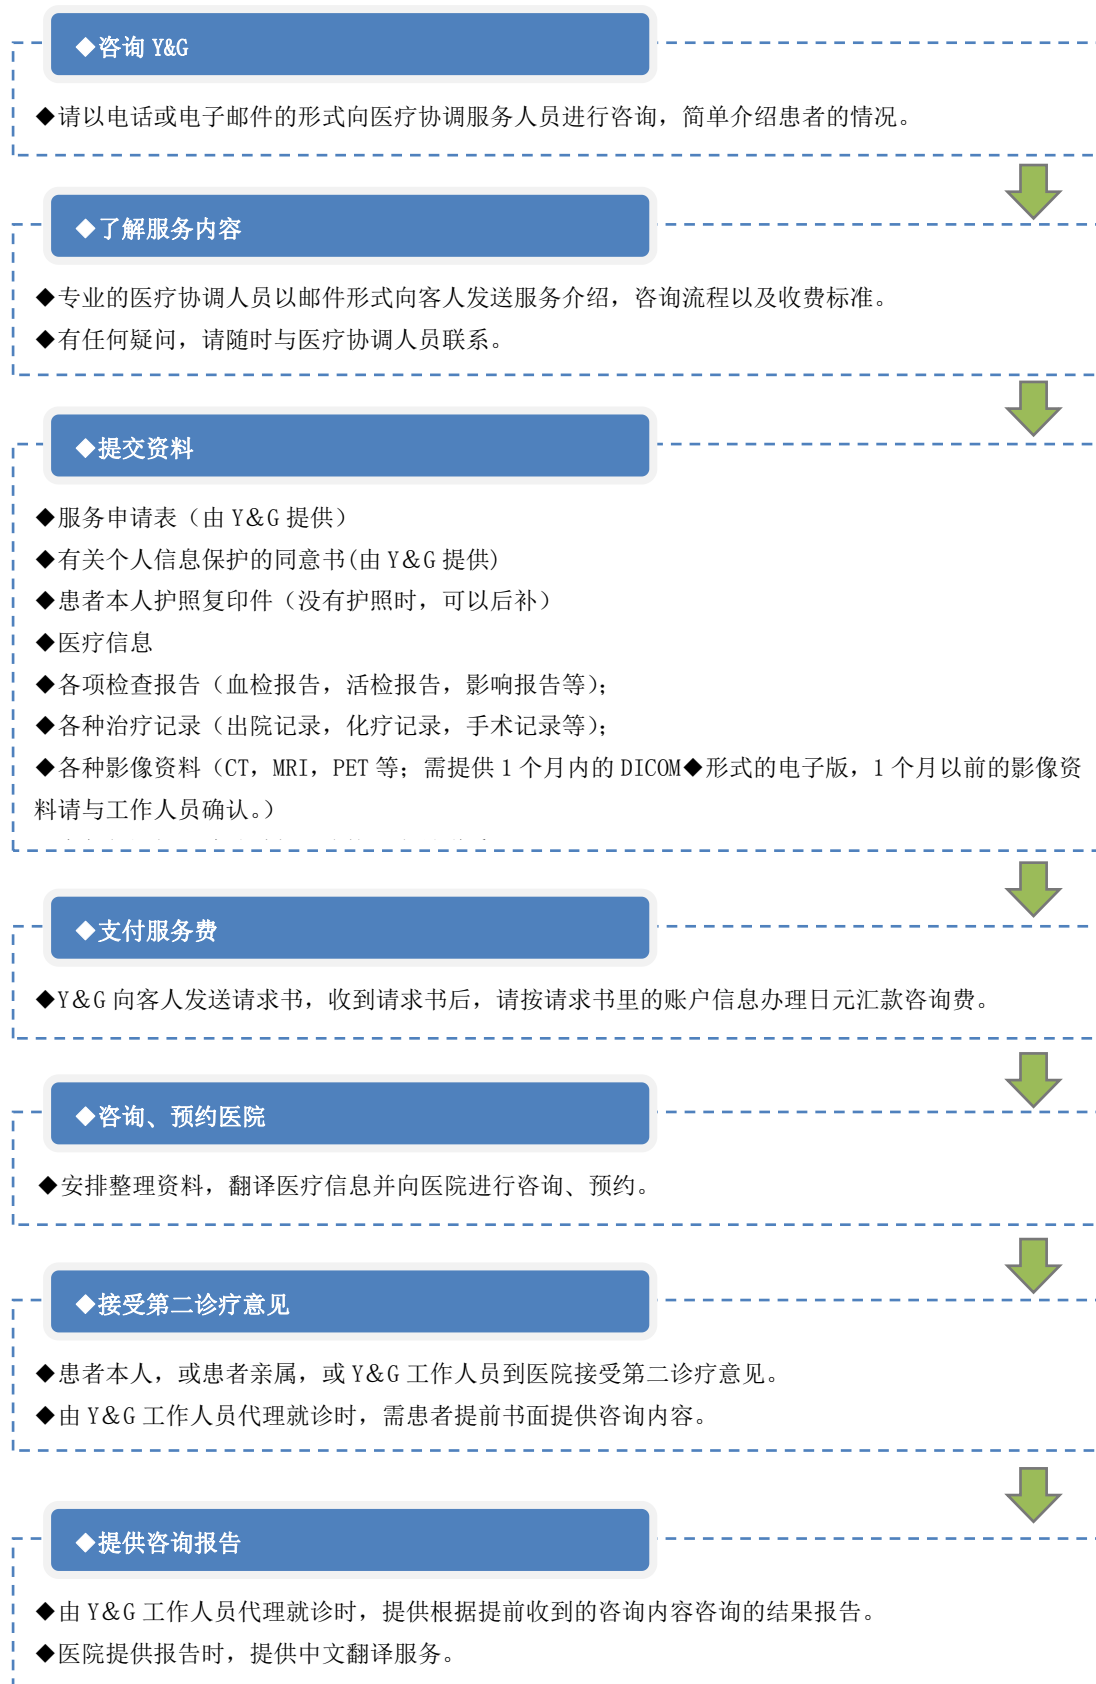 ◆咨询 Y&G
◆请以电话或电子邮件的形式向医疗协调服务人员进行咨询，简单介绍患者的情况。
◆了解服务内容
◆专业的医疗协调人员以邮件形式向客人发送服务介绍，咨询流程以及收费标准。
◆有任何疑问，请随时与医疗协调人员联系。
◆提交资料
◆服务申请表（由 Y＆G 提供）
◆有关个人信息保护的同意书(由 Y＆G 提供)
◆患者本人护照复印件（没有护照时，可以后补）
◆医疗信息
◆各项检查报告（血检报告，活检报告，影响报告等）；
◆各种治疗记录（出院记录，化疗记录，手术记录等）；
◆各种影像资料（CT，MRI，PET 等；需提供 1 个月内的 DICOM◆形式的电子版，1 个月以前的影像资
料请与工作人员确认。）
◆支付服务费
◆Y＆G 向客人发送请求书，收到请求书后，请按请求书里的账户信息办理日元汇款咨询费。
◆咨询、预约医院
◆安排整理资料，翻译医疗信息并向医院进行咨询、预约。
◆接受第二诊疗意见
◆患者本人，或患者亲属，或 Y＆G 工作人员到医院接受第二诊疗意见。
◆由 Y＆G 工作人员代理就诊时，需患者提前书面提供咨询内容。
◆提供咨询报告
◆由 Y＆G 工作人员代理就诊时，提供根据提前收到的咨询内容咨询的结果报告。
◆医院提供报告时，提供中文翻译服务。